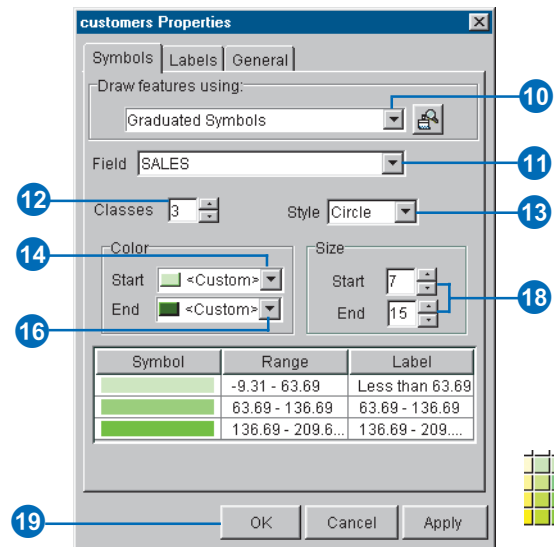 customers Properties
Symbols Labels General
Draw features using:
Graduated Symbols
10
Field SALES
11
12
Classes 3 Style Circle
13
Color Size
14
Start <Custom> Start 7
18
End <Custom> End 15
16
Symbol Range Label
-9.31 - 63.69 Less than 63.69
63.69 - 136.69 63.69 - 136.69
136.69 - 209.6... 136.69 - 209....
19
OK Cancel Apply